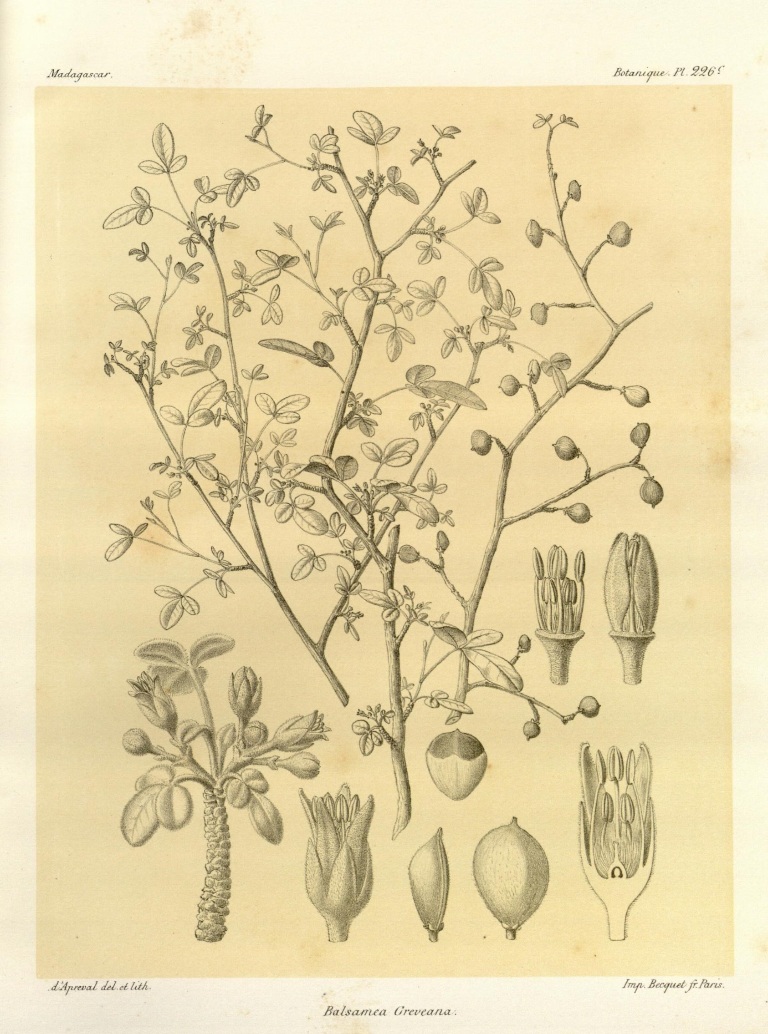 Madagascar.
Botanique. Pl. 226ᶜ
d'Apreval del. et lith.
Imp. Becquet fr. Paris.
Balsamea Greveana.